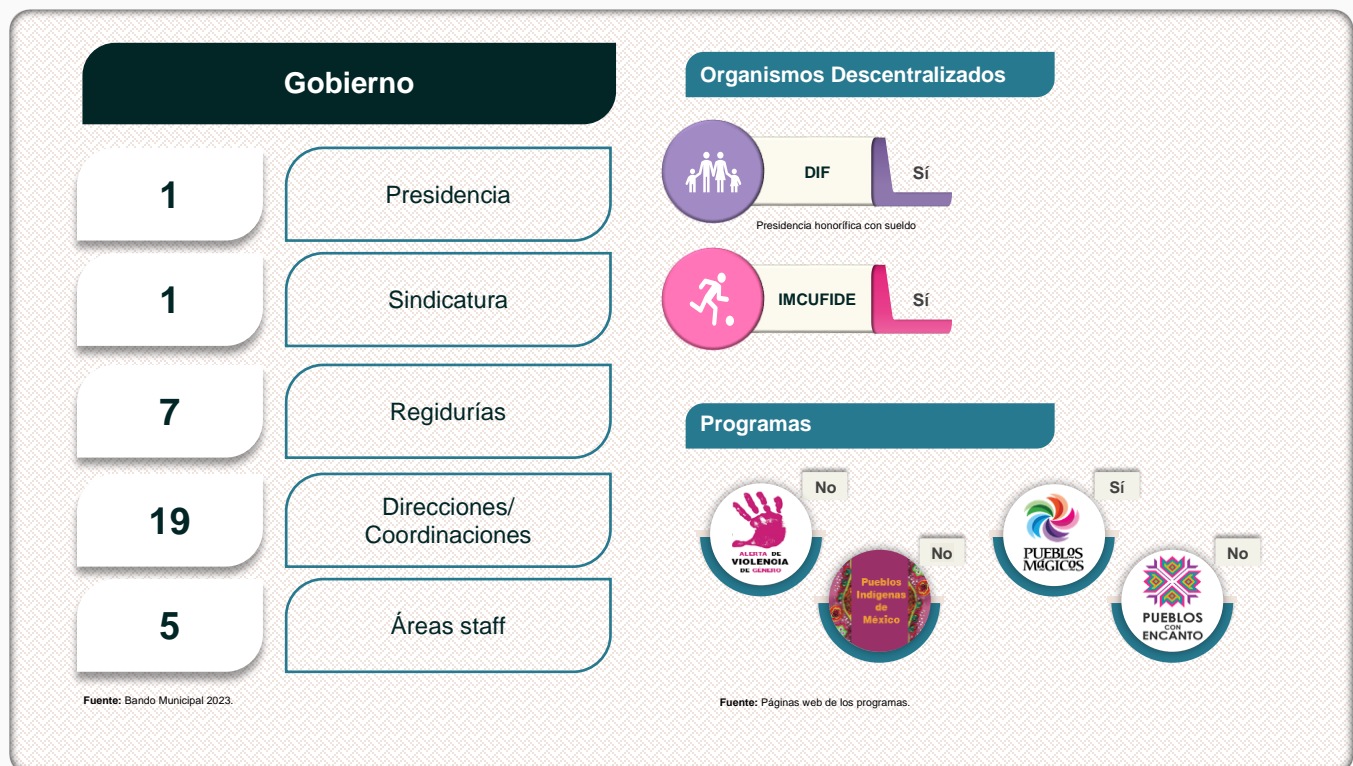 Gobierno
1
Presidencia
1
Sindicatura
7
Regidurías
19
Direcciones/
Coordinaciones
5
Áreas staff
Fuente: Bando Municipal 2023.
Organismos Descentralizados
DIF
Sí
Presidencia honorífica con sueldo
IMCUFIDE
Sí
Programas
No
ALERTA DE
VIOLENCIA
DE GÉNERO
No
Pueblos
Indígenas
de
México
Sí
PUEBLOS
MáGICOS
No
PUEBLOS
CON
ENCANTO
Fuente: Páginas web de los programas.